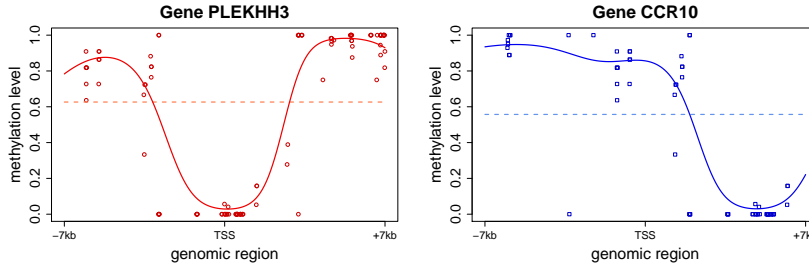 Gene PLEKHH3
methylation level
0.0
0.2
0.4
0.6
0.8
1.0
−7kb
TSS
+7kb
genomic region
Gene CCR10
methylation level
0.0
0.2
0.4
0.6
0.8
1.0
−7kb
TSS
+7k
genomic region